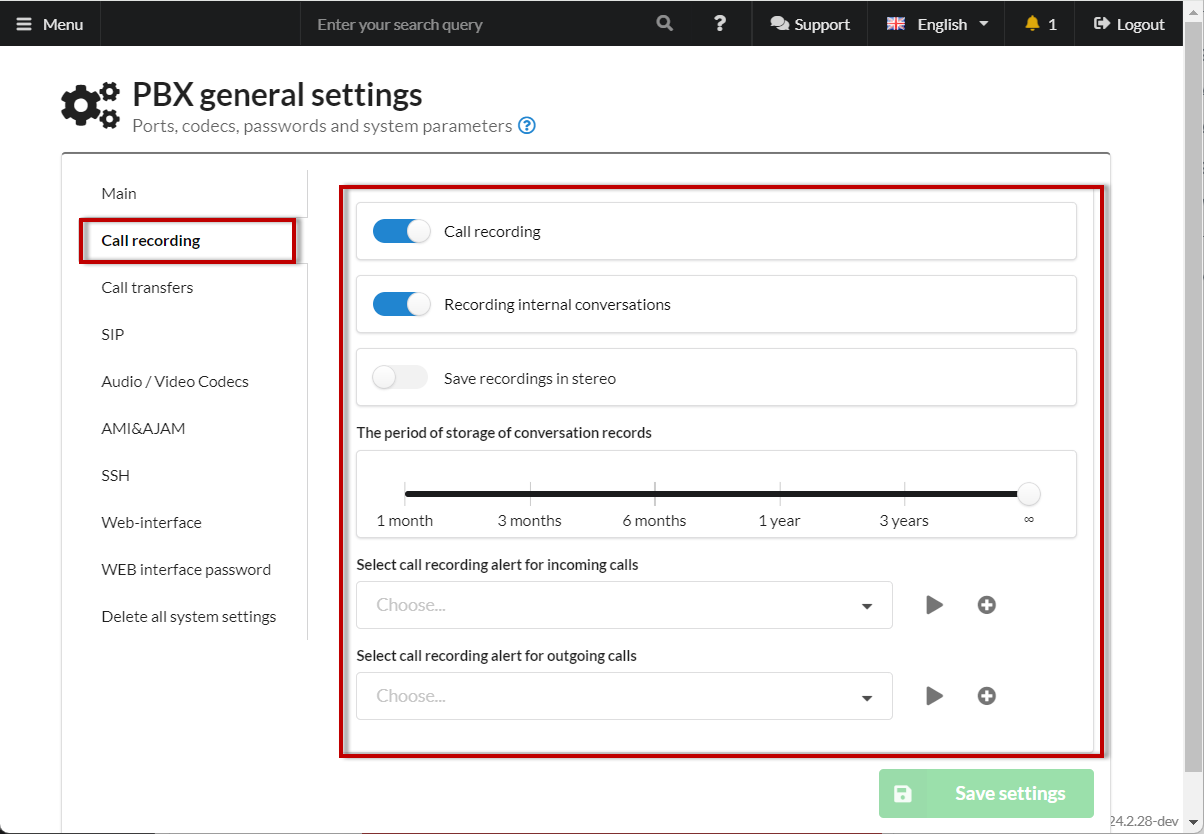 Menu
Enter your search query
?
Support
English
1
Logout
PBX general settings
Ports, codecs, passwords and system parameters ?
Main
Call recording
Call transfers
SIP
Audio / Video Codecs
AMI&AJAM
SSH
Web-interface
WEB interface password
Delete all system settings
Call recording
Recording internal conversations
Save recordings in stereo
The period of storage of conversation records
1 month 3 months 6 months 1 year 3 years ∞
Select call recording alert for incoming calls
Choose...
Select call recording alert for outgoing calls
Choose...
Save settings
24.2.28-dev